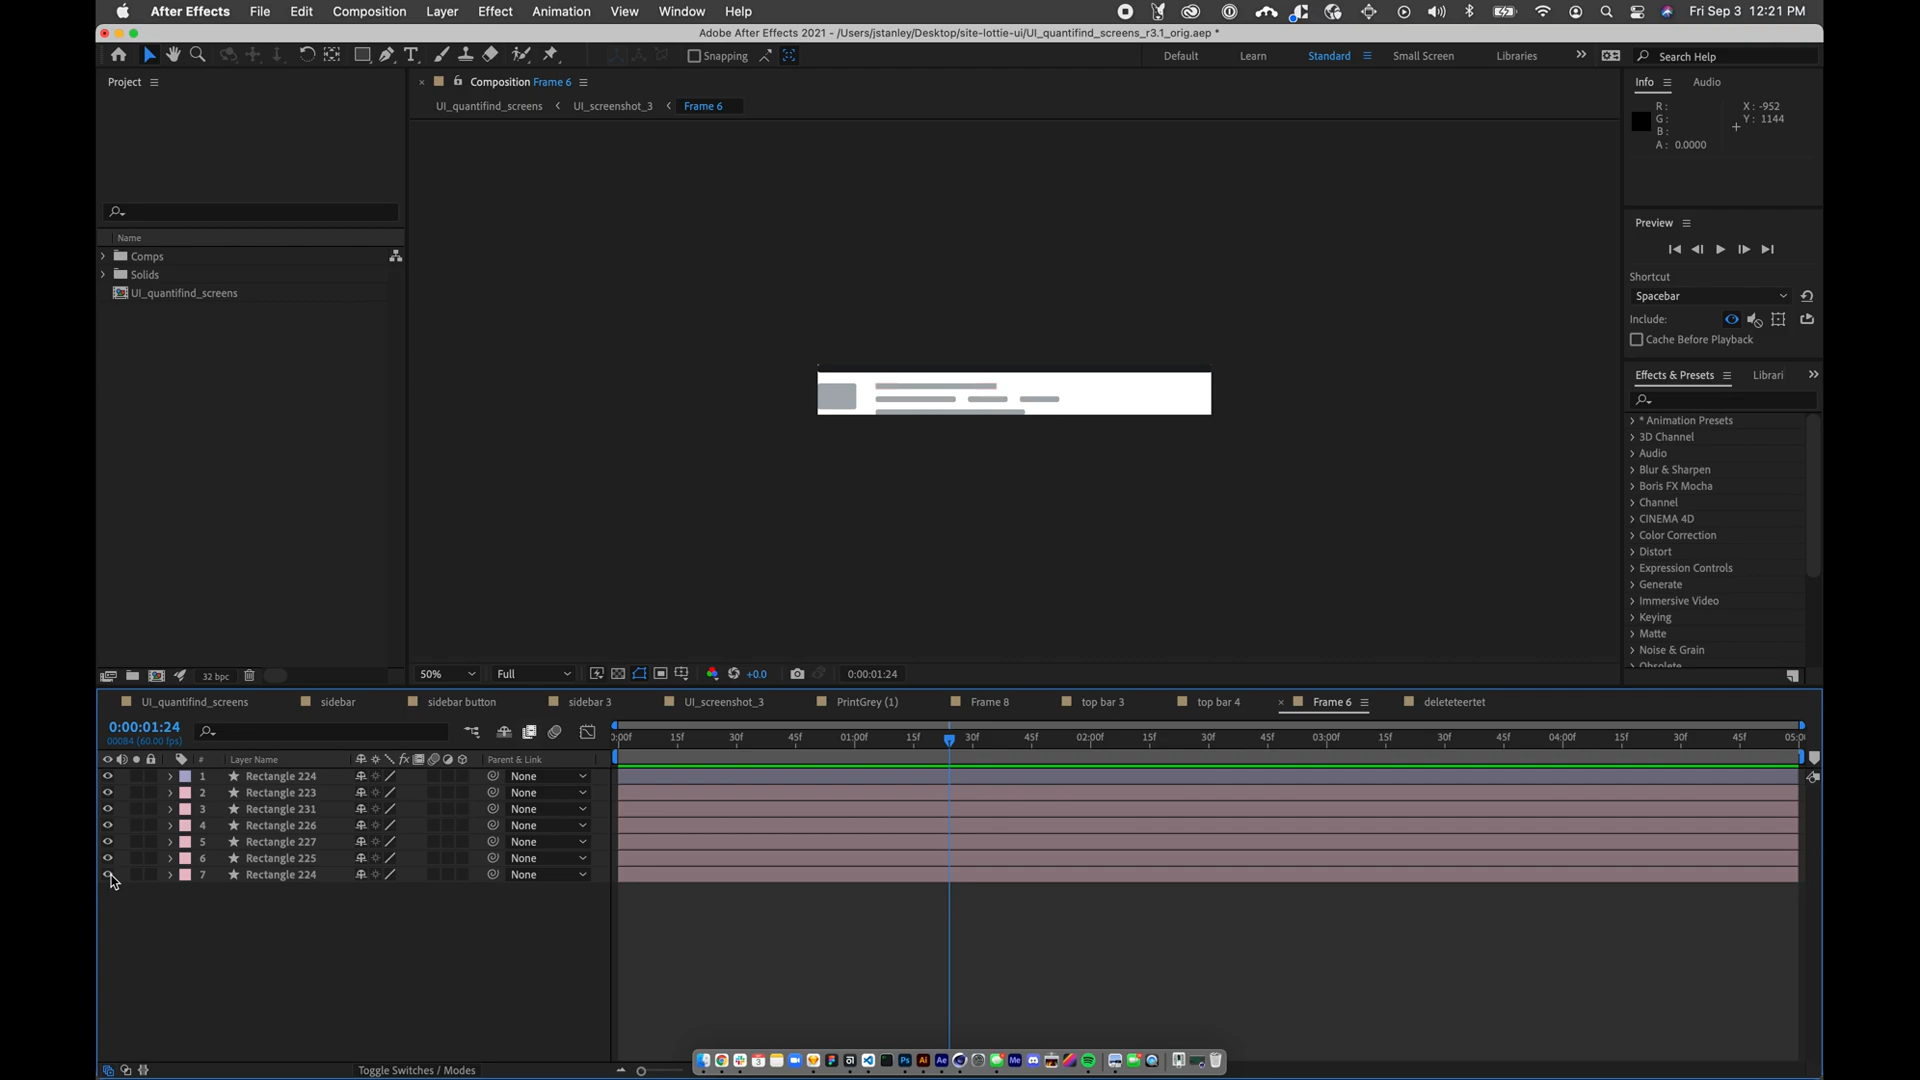 After Effects File Edit Composition Layer Effect Animation View Window Help Fri Sep 3 12:21 PM
Adobe After Effects 2021 - /Users/jstanley/Desktop/site-lottie-ui/UI_quantifind_screens_r3.1_orig.aep *
Snapping Default Learn Standard Small Screen Libraries Search Help
Project Composition Frame 6 Info Audio
UI_quantifind_screens UI_screenshot_3 Frame 6
R : X : -952
G : Y : 1144
B :
A : 0.0000
Name
Comps
Solids
UI_quantifind_screens
Preview
Shortcut
Spacebar
Include:
Cache Before Playback
Effects & Presets Librari
* Animation Presets
3D Channel
Audio
Blur & Sharpen
Boris FX Mocha
Channel
CINEMA 4D
Color Correction
Distort
Expression Controls
Generate
Immersive Video
Keying
Matte
Noise & Grain
Obsolete
32 bpc 50% Full +0.0 0:00:01:24
UI_quantifind_screens sidebar sidebar button sidebar 3 UI_screenshot_3 PrintGrey (1) Frame 8 top bar 3 top bar 4 Frame 6 deleteteertet
0:00:01:24
00084 (60.00 fps)
):00f 15f 30f 45f 01:00f 15f 30f 45f 02:00f 15f 30f 45f 03:00f 15f 30f 45f 04:00f 15f 30f 45f 05:0
# Layer Name fx Parent & Link
1 Rectangle 224 None
2 Rectangle 223 None
3 Rectangle 231 None
4 Rectangle 226 None
5 Rectangle 227 None
6 Rectangle 225 None
7 Rectangle 224 None
Toggle Switches / Modes